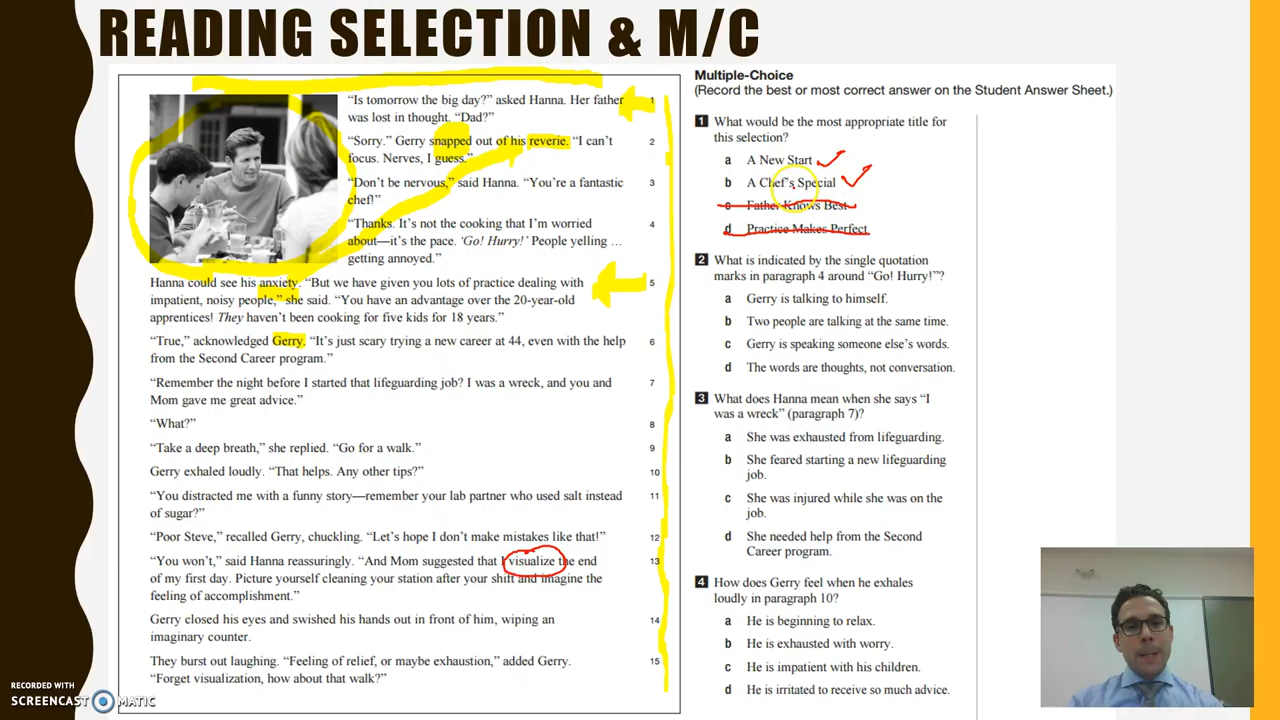 READING SELECTION & M/C
“Is tomorrow the big day?” asked Hanna. Her father 1
was lost in thought. “Dad?”
“Sorry.” Gerry snapped out of his reverie. “I can’t 2
focus. Nerves, I guess.”
“Don’t be nervous,” said Hanna. “You’re a fantastic 3
chef!”
“Thanks. It’s not the cooking that I’m worried 4
about—it’s the pace. ‘Go! Hurry!’ People yelling ...
getting annoyed.”
Hanna could see his anxiety. “But we have given you lots of practice dealing with 5
impatient, noisy people,” she said. “You have an advantage over the 20-year-old
apprentices! They haven’t been cooking for five kids for 18 years.”
“True,” acknowledged Gerry. “It’s just scary trying a new career at 44, even with the help 6
from the Second Career program.”
“Remember the night before I started that lifeguarding job? I was a wreck, and you and 7
Mom gave me great advice.”
“What?” 8
“Take a deep breath,” she replied. “Go for a walk.” 9
Gerry exhaled loudly. “That helps. Any other tips?” 10
“You distracted me with a funny story—remember your lab partner who used salt instead 11
of sugar?”
“Poor Steve,” recalled Gerry, chuckling. “Let’s hope I don’t make mistakes like that!” 12
“You won’t,” said Hanna reassuringly. “And Mom suggested that I visualize the end 13
of my first day. Picture yourself cleaning your station after your shift and imagine the
feeling of accomplishment.”
Gerry closed his eyes and swished his hands out in front of him, wiping an 14
imaginary counter.
They burst out laughing. “Feeling of relief, or maybe exhaustion,” added Gerry. 15
“Forget visualization, how about that walk?”
Multiple-Choice
(Record the best or most correct answer on the Student Answer Sheet.)
1 What would be the most appropriate title for
this selection?
a A New Start
b A Chef’s Special
c Father Knows Best
d Practice Makes Perfect
2 What is indicated by the single quotation
marks in paragraph 4 around “Go! Hurry!”?
a Gerry is talking to himself.
b Two people are talking at the same time.
c Gerry is speaking someone else’s words.
d The words are thoughts, not conversation.
3 What does Hanna mean when she says “I
was a wreck” (paragraph 7)?
a She was exhausted from lifeguarding.
b She feared starting a new lifeguarding
job.
c She was injured while she was on the
job.
d She needed help from the Second
Career program.
4 How does Gerry feel when he exhales
loudly in paragraph 10?
a He is beginning to relax.
b He is exhausted with worry.
c He is impatient with his children.
d He is irritated to receive so much advice.
RECORDED WITH
SCREENCAST MATIC